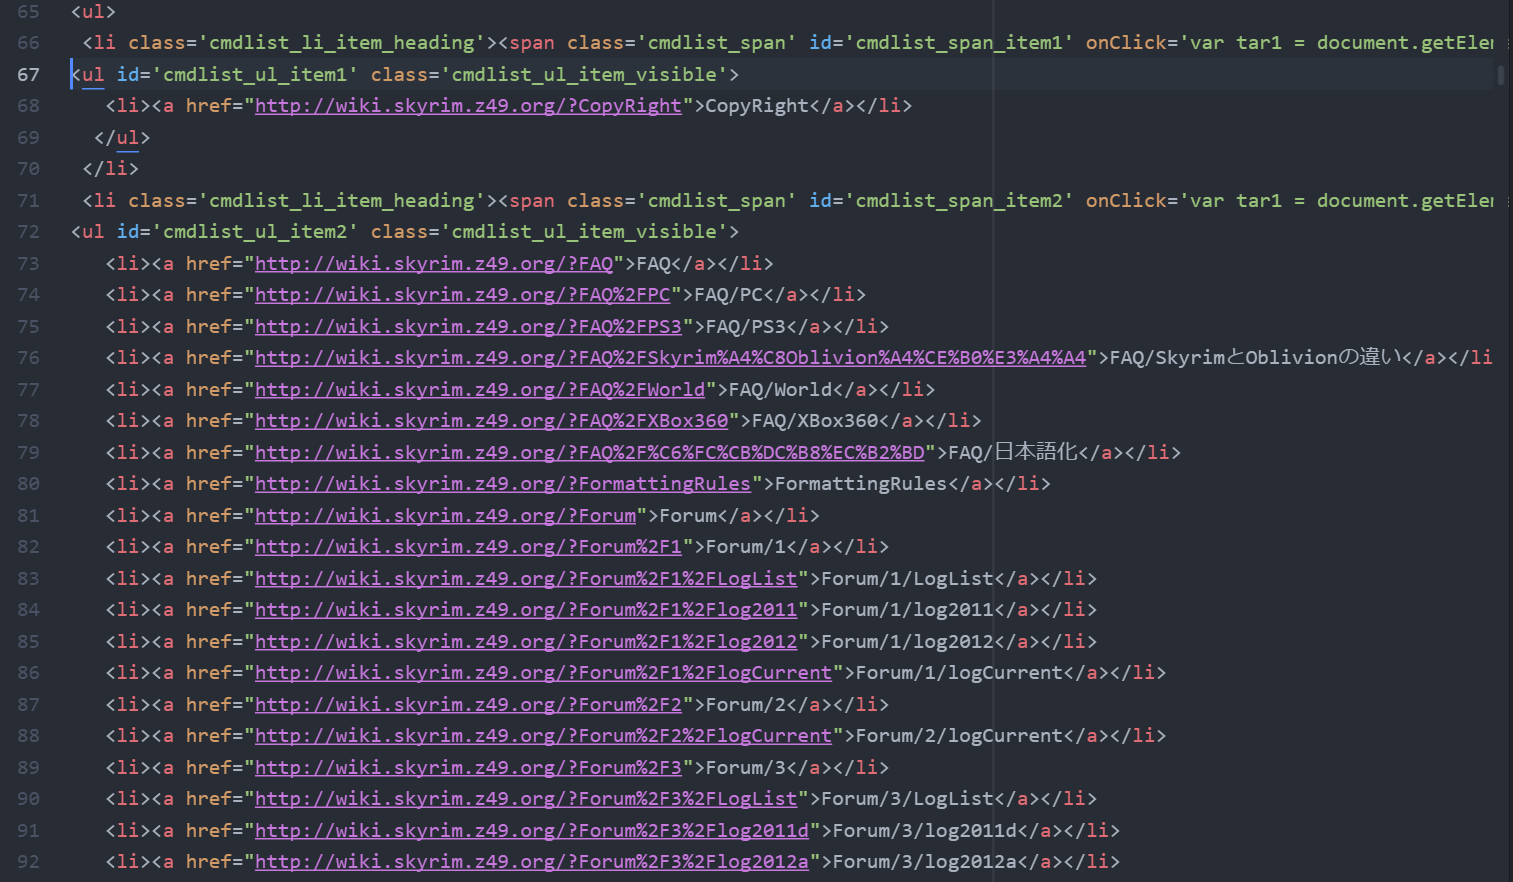 65 <ul>
66 <li class='cmdlist_li_item_heading'><span class='cmdlist_span' id='cmdlist_span_item1' onClick='var tar1 = document.getElem
67 <ul id='cmdlist_ul_item1' class='cmdlist_ul_item_visible'>
68 <li><a href="http://wiki.skyrim.z49.org/?CopyRight">CopyRight</a></li>
69 </ul>
70 </li>
71 <li class='cmdlist_li_item_heading'><span class='cmdlist_span' id='cmdlist_span_item2' onClick='var tar1 = document.getElem
72 <ul id='cmdlist_ul_item2' class='cmdlist_ul_item_visible'>
73 <li><a href="http://wiki.skyrim.z49.org/?FAQ">FAQ</a></li>
74 <li><a href="http://wiki.skyrim.z49.org/?FAQ%2FPC">FAQ/PC</a></li>
75 <li><a href="http://wiki.skyrim.z49.org/?FAQ%2FPS3">FAQ/PS3</a></li>
76 <li><a href="http://wiki.skyrim.z49.org/?FAQ%2FSkyrim%A4%C8Oblivion%A4%CE%B0%E3%A4%A4">FAQ/SkyrimとOblivionの違い</a></li
77 <li><a href="http://wiki.skyrim.z49.org/?FAQ%2FWorld">FAQ/World</a></li>
78 <li><a href="http://wiki.skyrim.z49.org/?FAQ%2FXBox360">FAQ/XBox360</a></li>
79 <li><a href="http://wiki.skyrim.z49.org/?FAQ%2F%C6%FC%CB%DC%B8%EC%B2%BD">FAQ/日本語化</a></li>
80 <li><a href="http://wiki.skyrim.z49.org/?FormattingRules">FormattingRules</a></li>
81 <li><a href="http://wiki.skyrim.z49.org/?Forum">Forum</a></li>
82 <li><a href="http://wiki.skyrim.z49.org/?Forum%2F1">Forum/1</a></li>
83 <li><a href="http://wiki.skyrim.z49.org/?Forum%2F1%2FLogList">Forum/1/LogList</a></li>
84 <li><a href="http://wiki.skyrim.z49.org/?Forum%2F1%2Flog2011">Forum/1/log2011</a></li>
85 <li><a href="http://wiki.skyrim.z49.org/?Forum%2F1%2Flog2012">Forum/1/log2012</a></li>
86 <li><a href="http://wiki.skyrim.z49.org/?Forum%2F1%2FlogCurrent">Forum/1/logCurrent</a></li>
87 <li><a href="http://wiki.skyrim.z49.org/?Forum%2F2">Forum/2</a></li>
88 <li><a href="http://wiki.skyrim.z49.org/?Forum%2F2%2FlogCurrent">Forum/2/logCurrent</a></li>
89 <li><a href="http://wiki.skyrim.z49.org/?Forum%2F3">Forum/3</a></li>
90 <li><a href="http://wiki.skyrim.z49.org/?Forum%2F3%2FLogList">Forum/3/LogList</a></li>
91 <li><a href="http://wiki.skyrim.z49.org/?Forum%2F3%2Flog2011d">Forum/3/log2011d</a></li>
92 <li><a href="http://wiki.skyrim.z49.org/?Forum%2F3%2Flog2012a">Forum/3/log2012a</a></li>